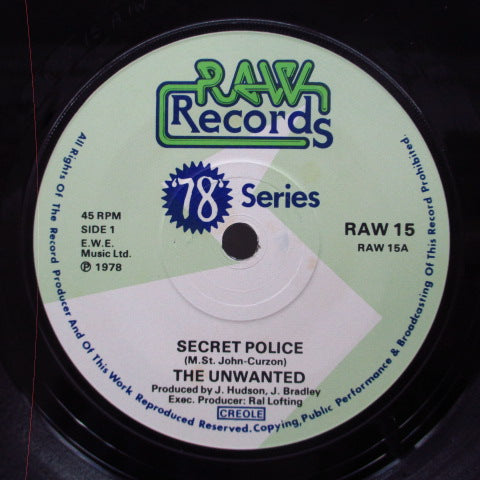 RAW
Records
'78' Series
45 RPM
SIDE 1
E.W.E.
Music Ltd.
℗ 1978
RAW 15
RAW 15A
SECRET POLICE
(M.St. John-Curzon)
THE UNWANTED
Produced by J. Hudson, J. Bradley
Exec. Producer: Ral Lofting
CREOLE
All Rights Of The Record Producer And Of This Work Reproduced Reserved. Copying, Public Performance & Broadcasting Of This Record Prohibited.